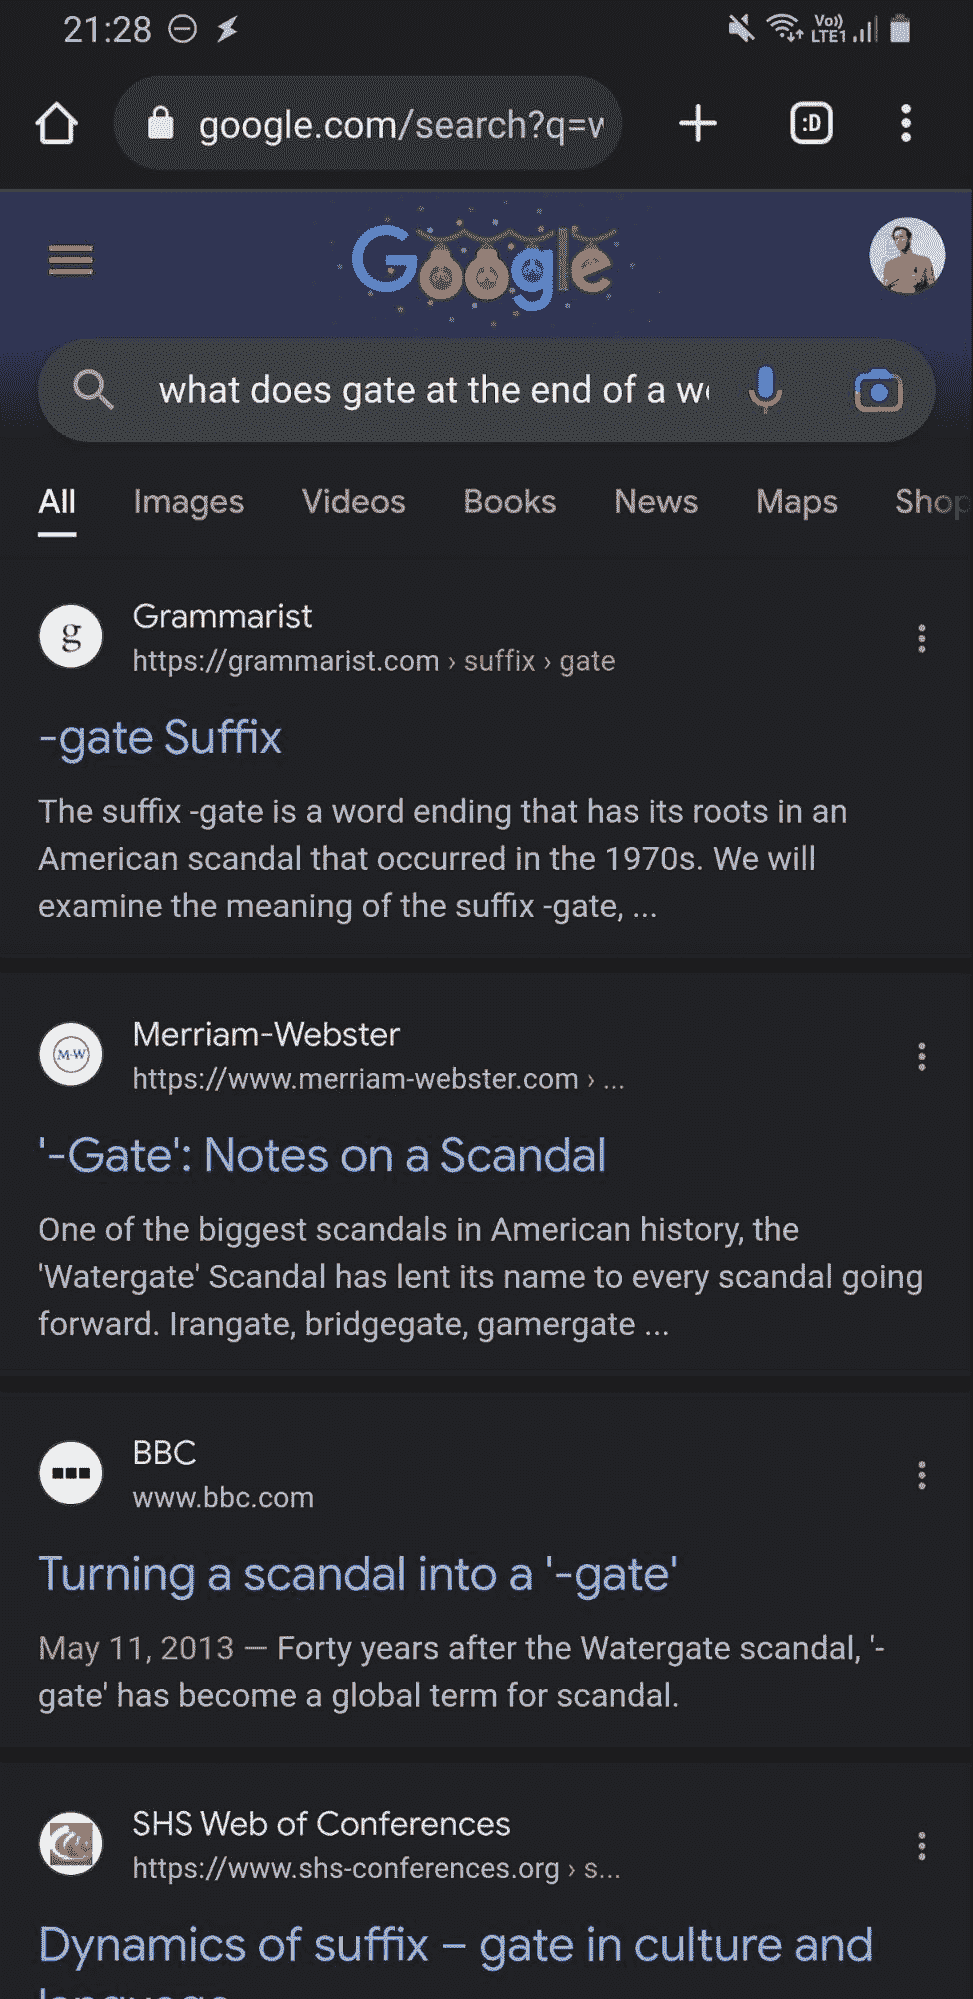 21:28
Vo)) LTE1
google.com/search?q=w
:D
Google
what does gate at the end of a we
All Images Videos Books News Maps Shop
g
Grammarist
https://grammarist.com › suffix › gate
-gate Suffix
The suffix -gate is a word ending that has its roots in an
American scandal that occurred in the 1970s. We will
examine the meaning of the suffix -gate, ...
M-W
Merriam-Webster
https://www.merriam-webster.com › ...
'-Gate': Notes on a Scandal
One of the biggest scandals in American history, the
'Watergate' Scandal has lent its name to every scandal going
forward. Irangate, bridgegate, gamergate ...
BBC
www.bbc.com
Turning a scandal into a '-gate'
May 11, 2013 — Forty years after the Watergate scandal, '-
gate' has become a global term for scandal.
SHS Web of Conferences
https://www.shs-conferences.org › s...
Dynamics of suffix – gate in culture and
language